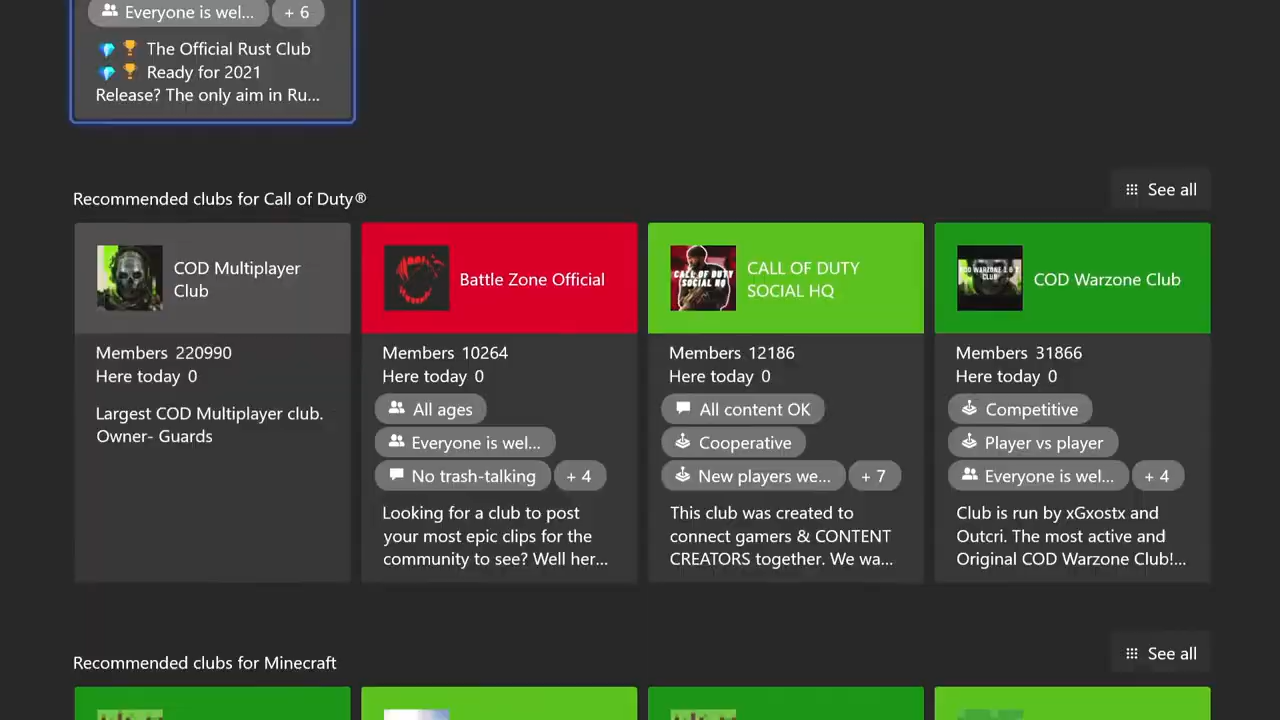 Everyone is wel...
+ 6
The Official Rust Club
Ready for 2021
Release? The only aim in Ru...
Recommended clubs for Call of Duty®
See all
COD Multiplayer
Club
Members 220990
Here today 0
Largest COD Multiplayer club.
Owner- Guards
Battle Zone Official
Members 10264
Here today 0
All ages
Everyone is wel...
No trash-talking
+ 4
Looking for a club to post
your most epic clips for the
community to see? Well her...
CALL OF DUTY
SOCIAL HQ
CALL OF DUTY
SOCIAL HQ
Members 12186
Here today 0
All content OK
Cooperative
New players we...
+ 7
This club was created to
connect gamers & CONTENT
CREATORS together. We wa...
COD Warzone Club
Members 31866
Here today 0
Competitive
Player vs player
Everyone is wel...
+ 4
Club is run by xGxostx and
Outcri. The most active and
Original COD Warzone Club!...
Recommended clubs for Minecraft
See all